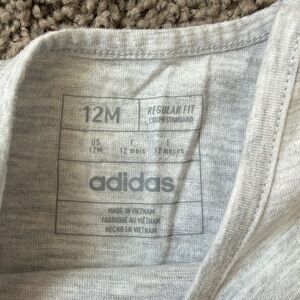 12M REGULAR FIT
COUPE STANDARD
US F
12M 12 mois 12 meses
adidas
MADE IN VIETNAM
FABRIQUÉ AU VIÊTNAM
HECHO EN VIETNAM